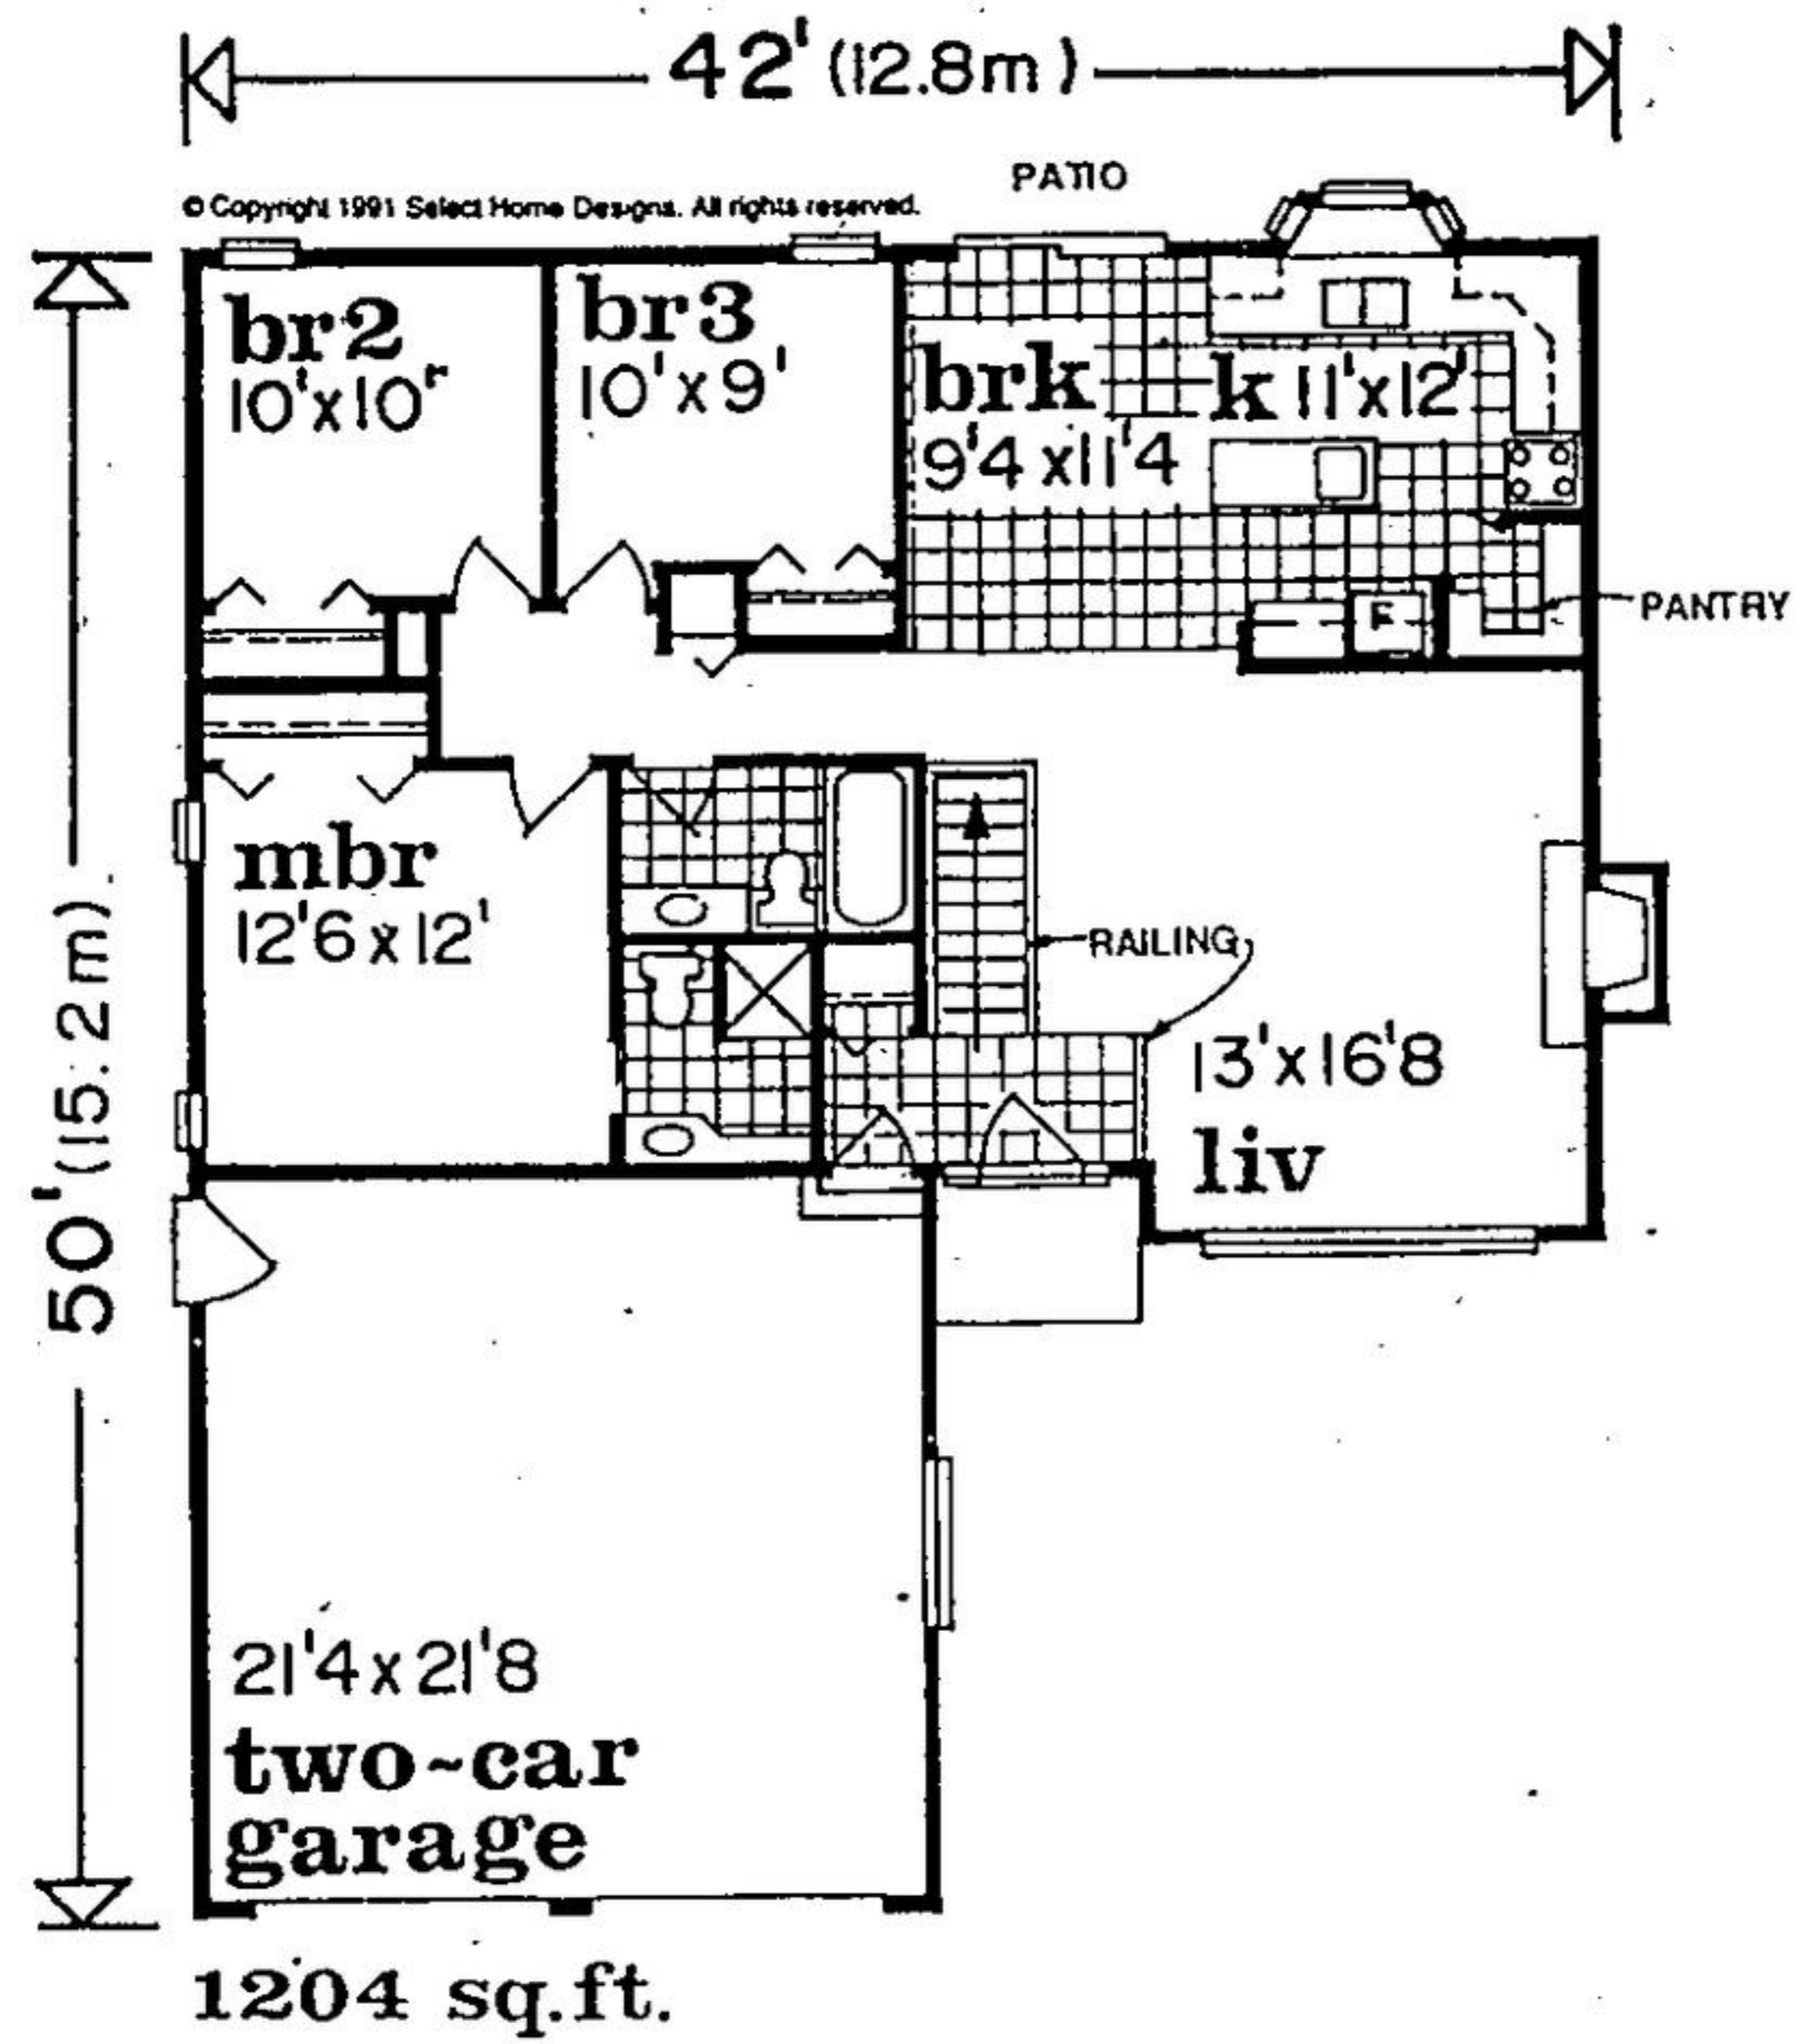 42' (12.8m)
PATIO
© Copyright 1991 Select Home Designs. All rights reserved.
br2
10'x10'
br3
10'x9'
brk
9'4 x11'4
k 11'x12'
F
PANTRY
mbr
12'6 x 12'
RAILING
13'x16'8
liv
50' (15.2m)
21'4 x 21'8
two-car
garage
1204 sq.ft.